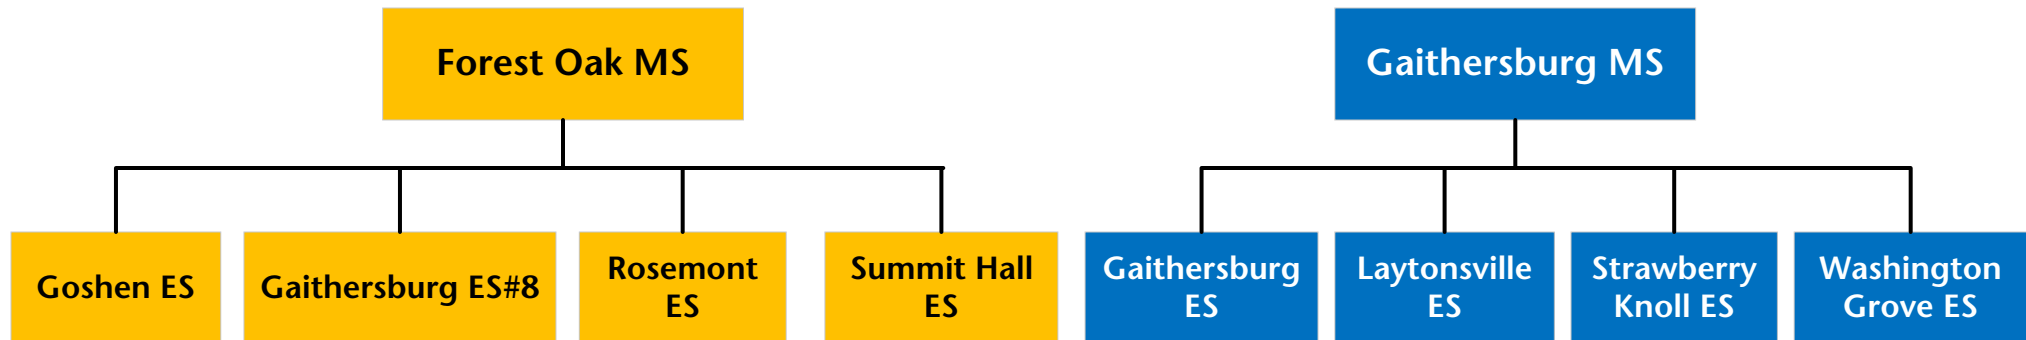 Forest Oak MS
Gaithersburg MS
Goshen ES
Gaithersburg ES#8
Rosemont
ES
Summit Hall
ES
Gaithersburg
ES
Laytonsville
ES
Strawberry
Knoll ES
Washington
Grove ES